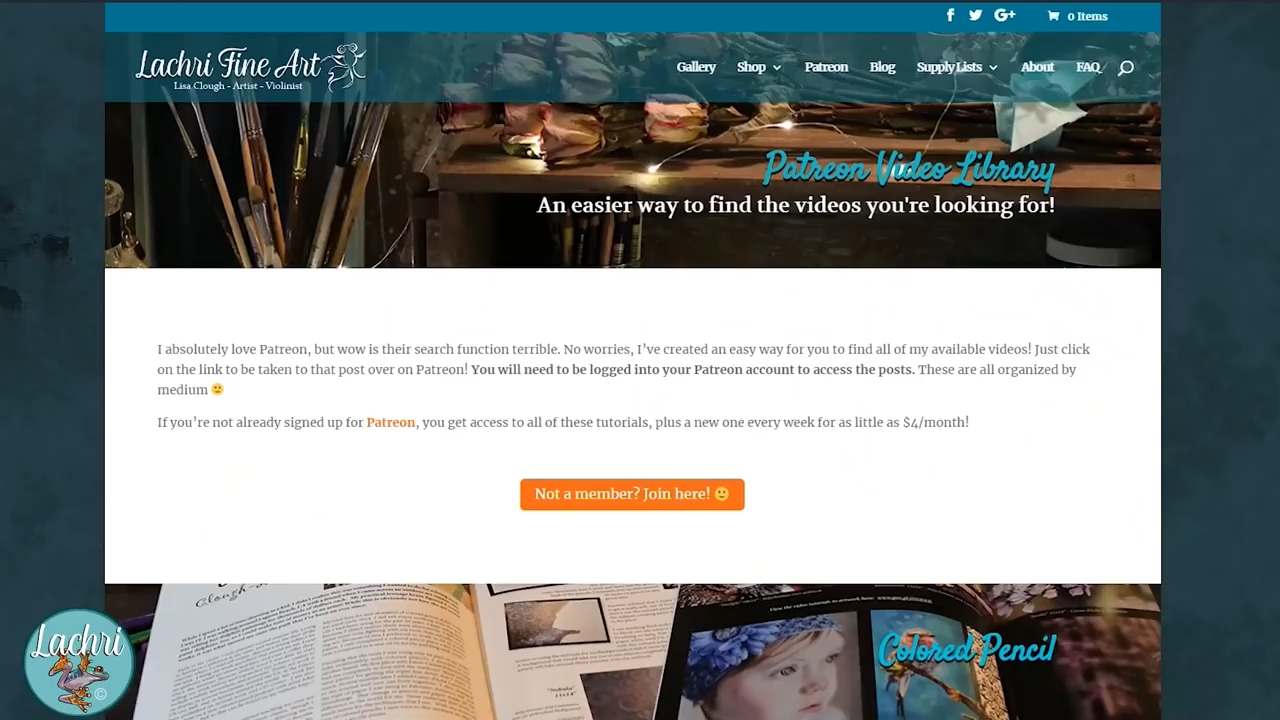 0 Items
Lachri Fine Art
Lisa Clough - Artist - Violinist
Gallery Shop Patreon Blog Supply Lists About FAQ
Patreon Video Library
An easier way to find the videos you're looking for!
I absolutely love Patreon, but wow is their search function terrible. No worries, I've created an easy way for you to find all of my available videos! Just click
on the link to be taken to that post over on Patreon! You will need to be logged into your Patreon account to access the posts. These are all organized by
medium 🙂
If you're not already signed up for Patreon, you get access to all of these tutorials, plus a new one every week for as little as $4/month!
Not a member? Join here! 🙂
Colored Pencil
Lachri
©